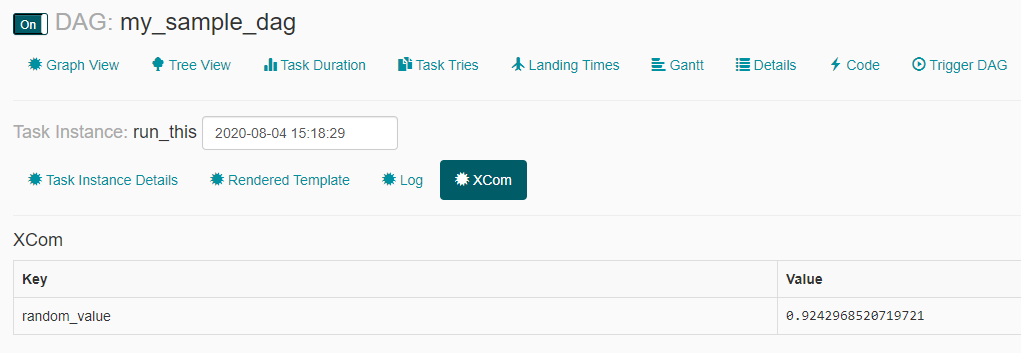 On DAG: my_sample_dag
Graph View Tree View Task Duration Task Tries Landing Times Gantt Details Code Trigger DAG
Task Instance: run_this 2020-08-04 15:18:29
Task Instance Details Rendered Template Log XCom
XCom
Key Value
random_value 0.9242968520719721